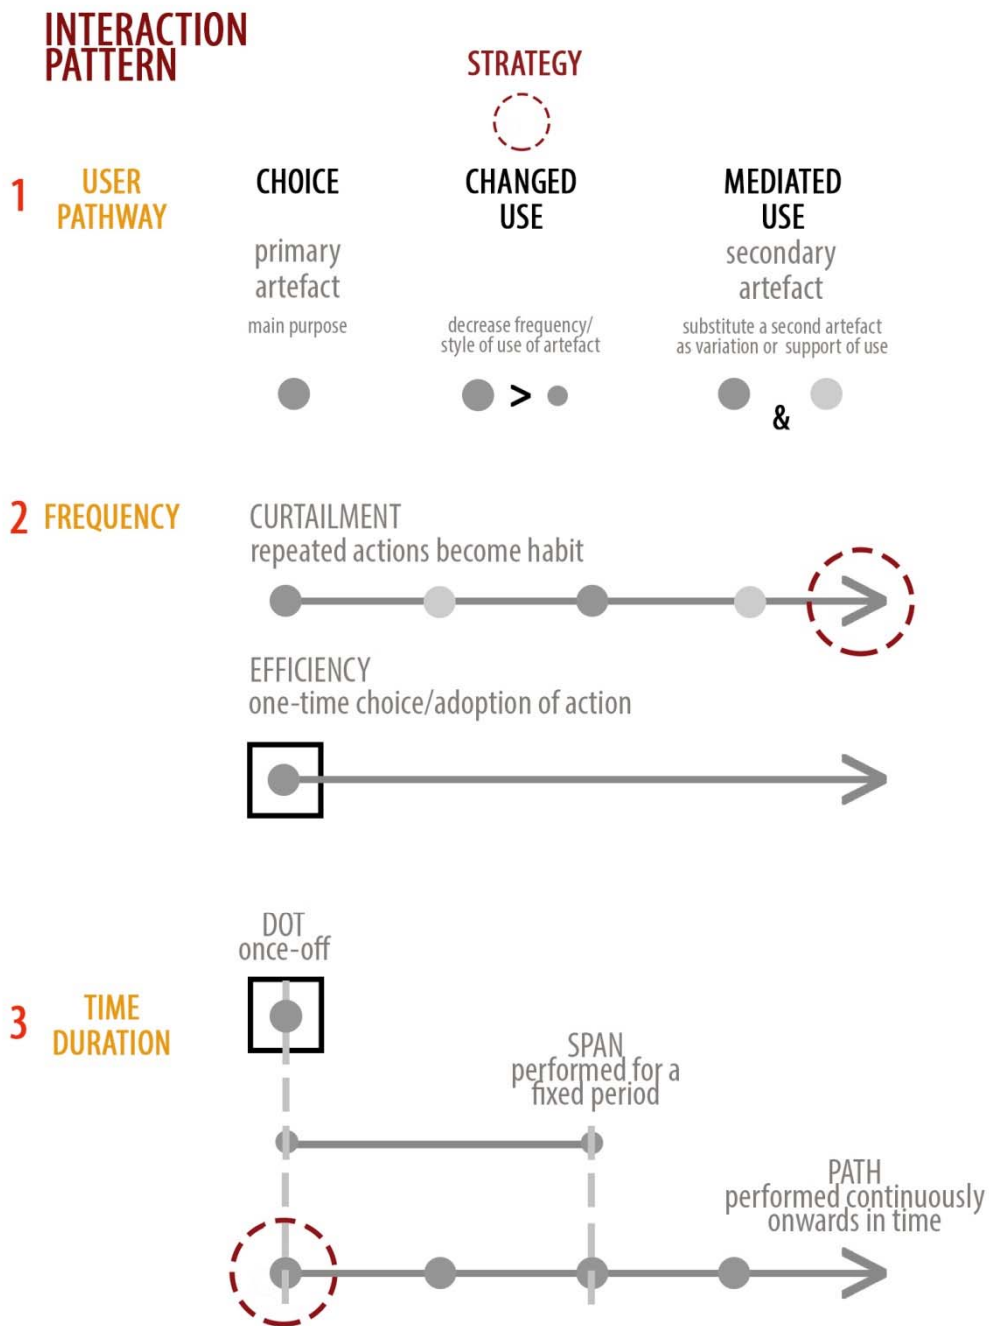 INTERACTION
PATTERN
STRATEGY
1
USER
PATHWAY
CHOICE
primary
artefact
main purpose
CHANGED
USE
decrease frequency/
style of use of artefact
>
MEDIATED
USE
secondary
artefact
substitute a second artefact
as variation or support of use
&
2
FREQUENCY
CURTAILMENT
repeated actions become habit
EFFICIENCY
one-time choice/adoption of action
3
TIME
DURATION
DOT
once-off
SPAN
performed for a
fixed period
PATH
performed continuously
onwards in time